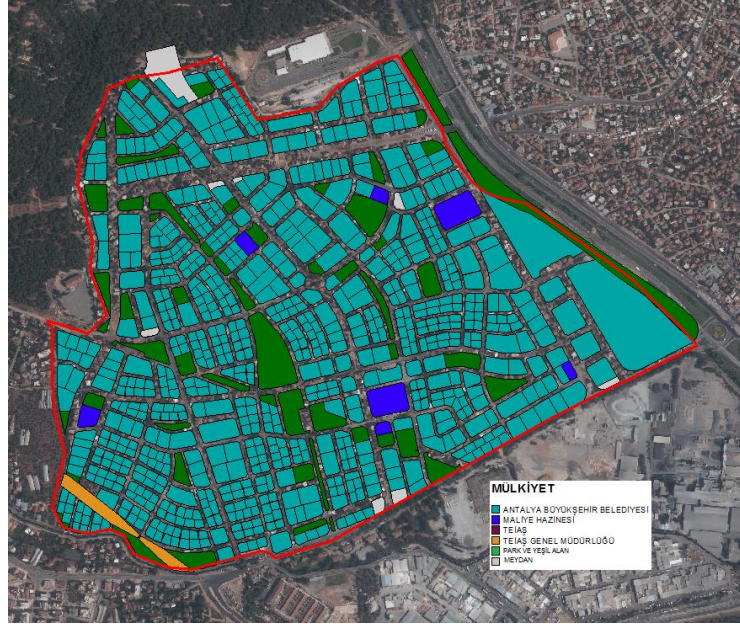 MÜLKİYET
ANTALYA BÜYÜKŞEHİR BELEDİYESİ
MALİYE HAZİNESİ
TEİAŞ
TEİAŞ GENEL MÜDÜRLÜĞÜ
PARK VE YEŞİL ALAN
MEYDAN